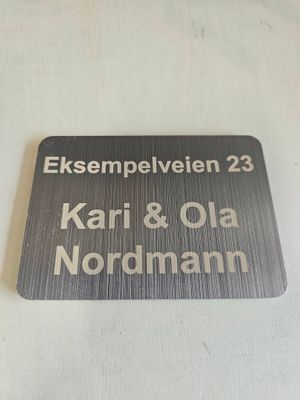 Eksempelveien 23
Kari & Ola
Nordmann